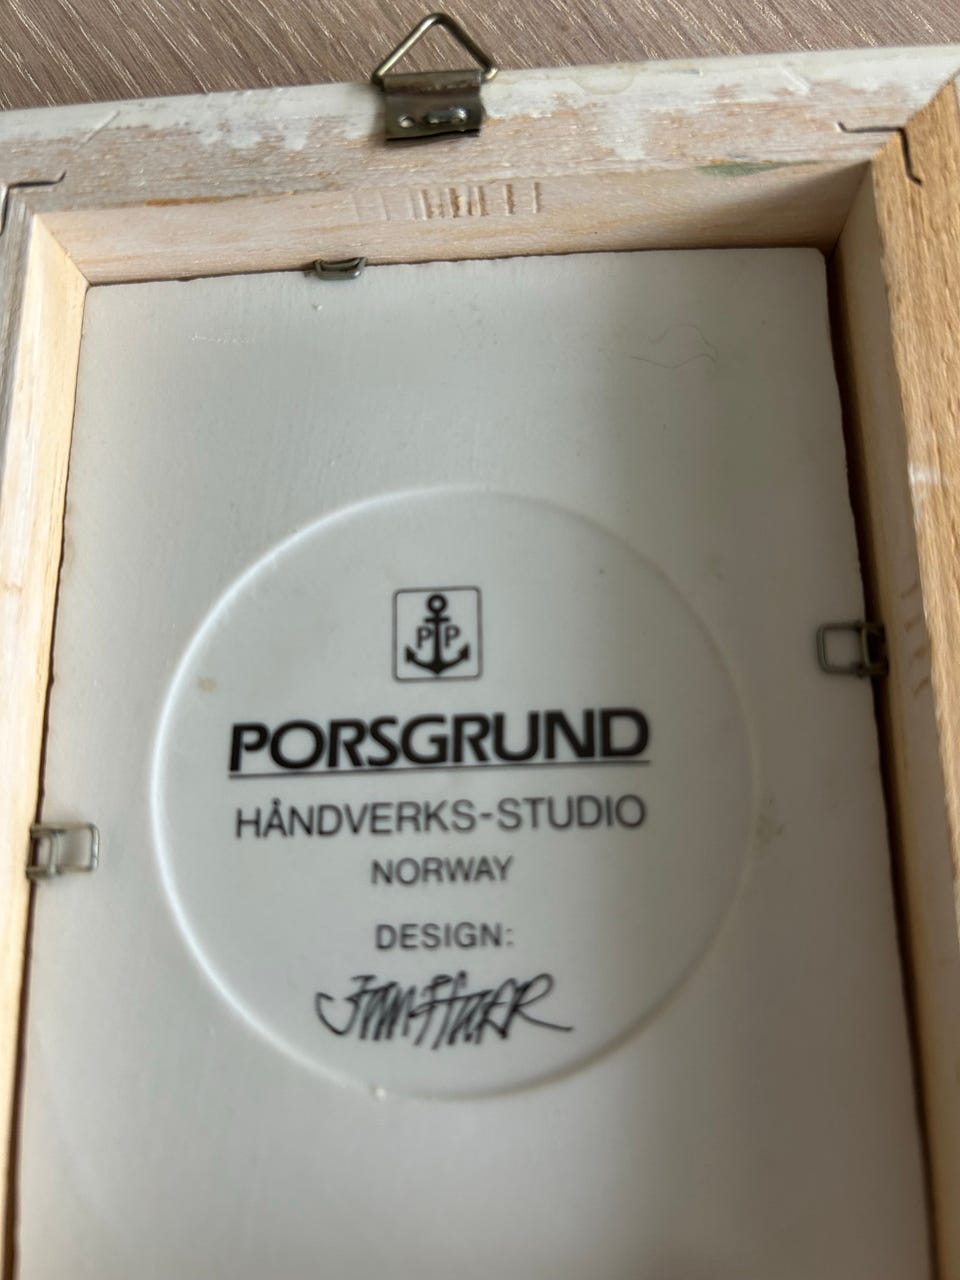 P P
PORSGRUND
HÅNDVERKS-STUDIO
NORWAY
DESIGN: